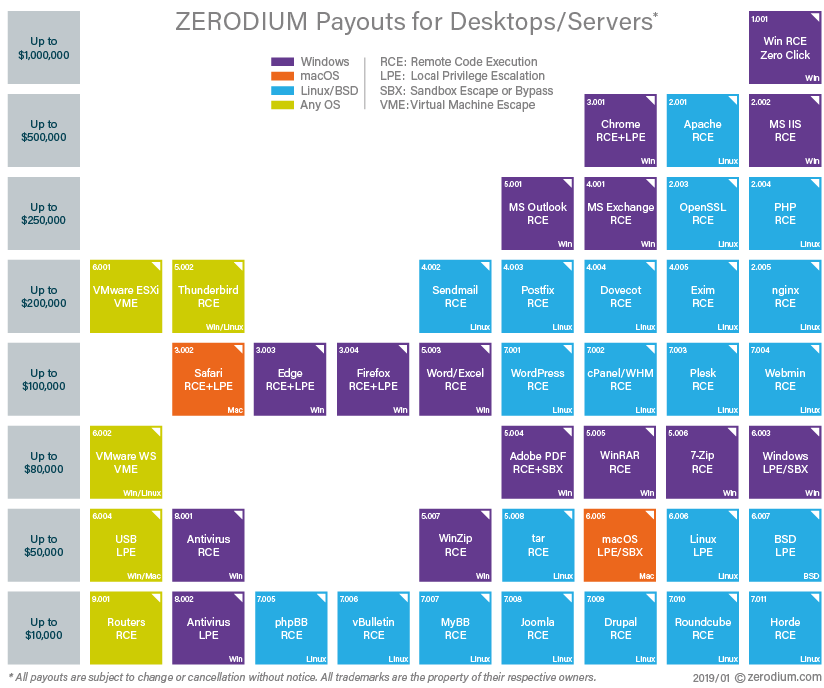 ZERODIUM Payouts for Desktops/Servers*
Windows
macOS
Linux/BSD
Any OS
RCE: Remote Code Execution
LPE: Local Privilege Escalation
SBX: Sandbox Escape or Bypass
VME: Virtual Machine Escape
Up to
$1,000,000
1.001
Win RCE
Zero Click
Win
Up to
$500,000
3.001
Chrome
RCE+LPE
Win
2.001
Apache
RCE
Linux
2.002
MS IIS
RCE
Win
Up to
$250,000
5.001
MS Outlook
RCE
Win
4.001
MS Exchange
RCE
Win
2.003
OpenSSL
RCE
Linux
2.004
PHP
RCE
Linux
Up to
$200,000
6.001
VMware ESXi
VME
5.002
Thunderbird
RCE
Win/Linux
4.002
Sendmail
RCE
Linux
4.003
Postfix
RCE
Linux
4.004
Dovecot
RCE
Linux
4.005
Exim
RCE
Linux
2.005
nginx
RCE
Linux
Up to
$100,000
3.002
Safari
RCE+LPE
Mac
3.003
Edge
RCE+LPE
Win
3.004
Firefox
RCE+LPE
Win
5.003
Word/Excel
RCE
Win
7.001
WordPress
RCE
Linux
7.002
cPanel/WHM
RCE
Linux
7.003
Plesk
RCE
Linux
7.004
Webmin
RCE
Linux
Up to
$80,000
6.002
VMware WS
VME
Win/Linux
5.004
Adobe PDF
RCE+SBX
Win
5.005
WinRAR
RCE
Win
5.006
7-Zip
RCE
Win
6.003
Windows
LPE/SBX
Win
Up to
$50,000
6.004
USB
LPE
Win/Mac
8.001
Antivirus
RCE
Win
5.007
WinZip
RCE
Win
5.008
tar
RCE
Linux
6.005
macOS
LPE/SBX
Mac
6.006
Linux
LPE
Linux
6.007
BSD
LPE
BSD
Up to
$10,000
9.001
Routers
RCE
8.002
Antivirus
LPE
Win
7.005
phpBB
RCE
Linux
7.006
vBulletin
RCE
Linux
7.007
MyBB
RCE
Linux
7.008
Joomla
RCE
Linux
7.009
Drupal
RCE
Linux
7.010
Roundcube
RCE
Linux
7.011
Horde
RCE
Linux
* All payouts are subject to change or cancellation without notice. All trademarks are the property of their respective owners.
2019/01 © zerodium.com